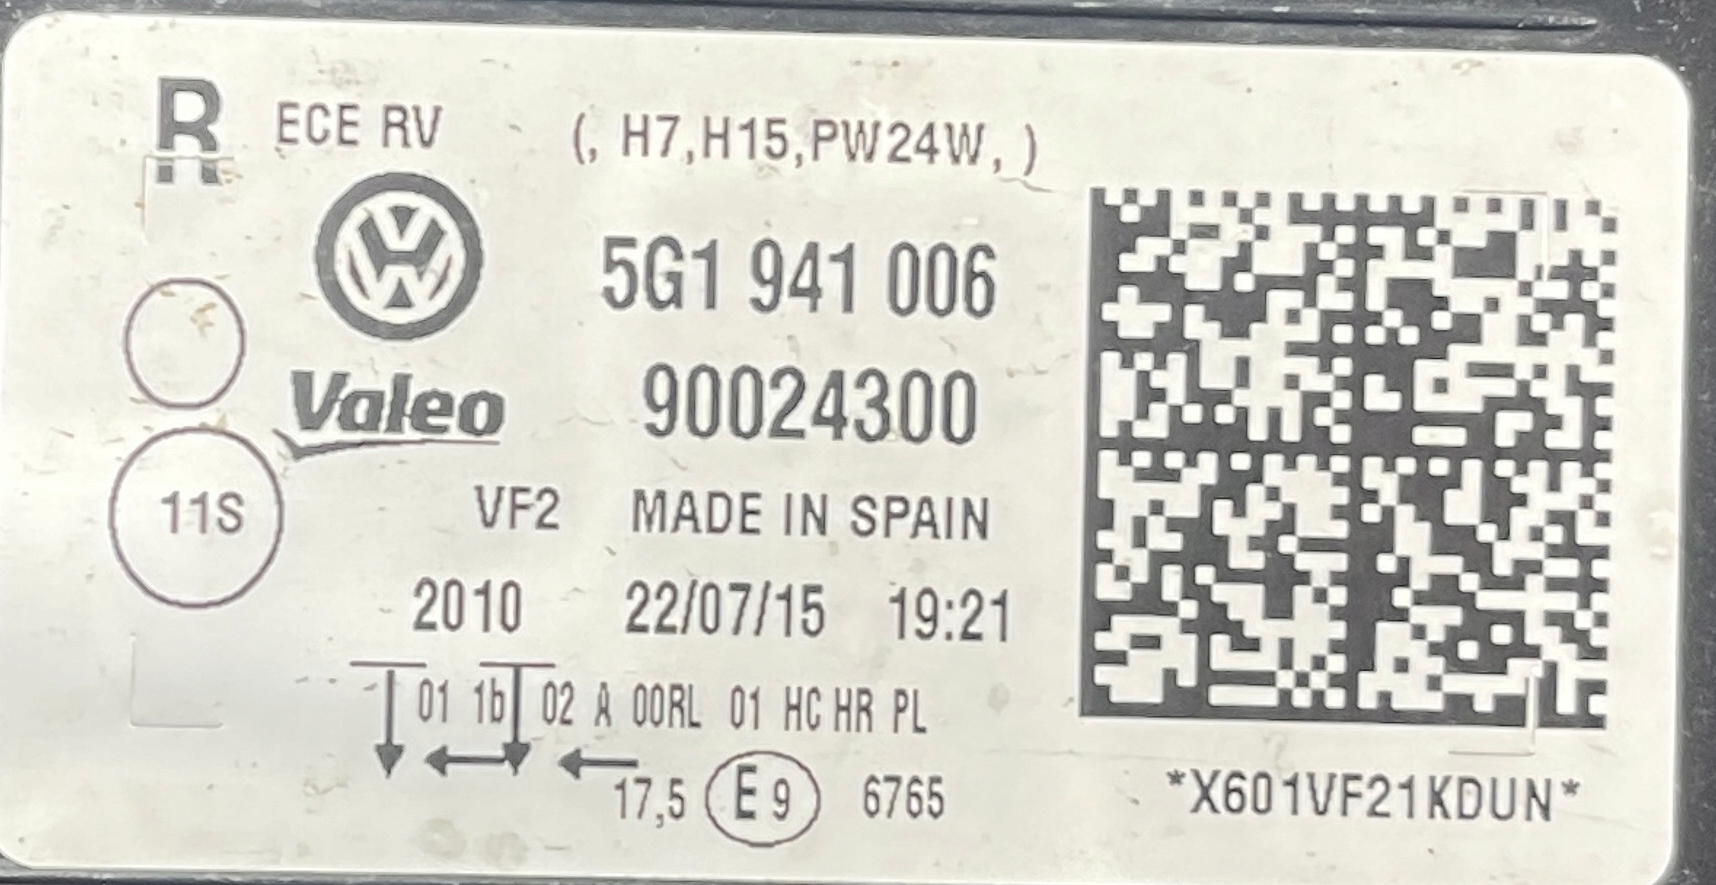 R ECE RV (, H7,H15,PW24W, )
5G1 941 006
Valeo 90024300
11S VF2 MADE IN SPAIN
2010 22/07/15 19:21
01 1b 02 A 00RL 01 HC HR PL
17,5 E9 6765
*X601VF21KDUN*